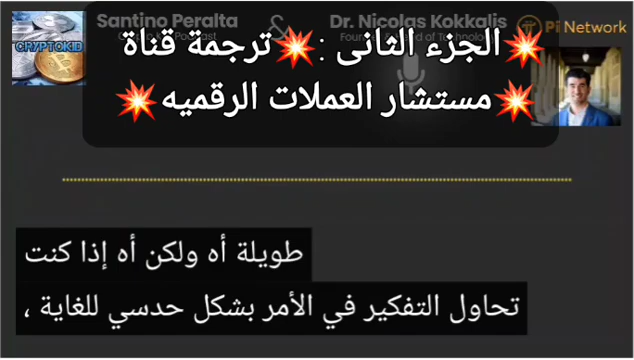 Santino Peralta & Dr. Nicolas Kokkalis
Pi Network
CRYPTOKID
💥الجزء الثانى :💥ترجمة قناة
💥مستشار العملات الرقميه💥
طويلة أه ولكن أه إذا كنت
تحاول التفكير في الأمر بشكل حدسي للغاية ،